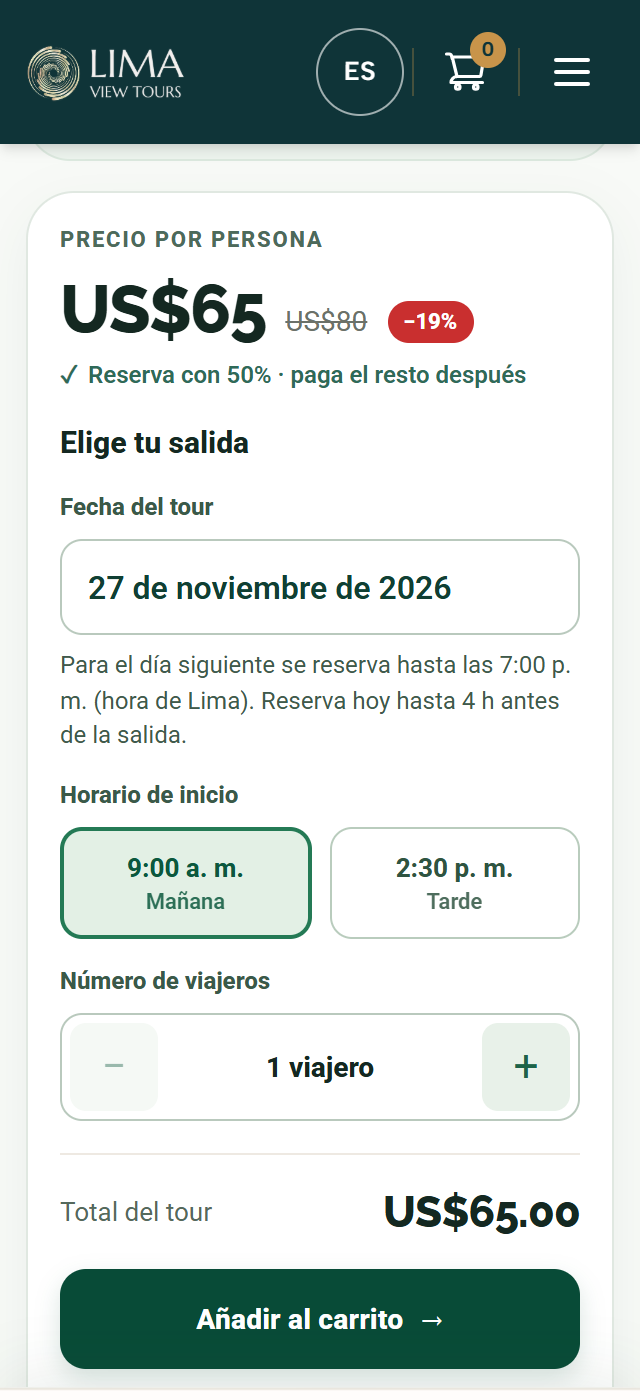 LIMA
VIEW TOURS
ES
0
PRECIO POR PERSONA
US$65 US$80 −19%
✓ Reserva con 50% · paga el resto después
Elige tu salida
Fecha del tour
27 de noviembre de 2026
Para el día siguiente se reserva hasta las 7:00 p.
m. (hora de Lima). Reserva hoy hasta 4 h antes
de la salida.
Horario de inicio
9:00 a. m.
Mañana
2:30 p. m.
Tarde
Número de viajeros
− 1 viajero +
Total del tour US$65.00
Añadir al carrito →